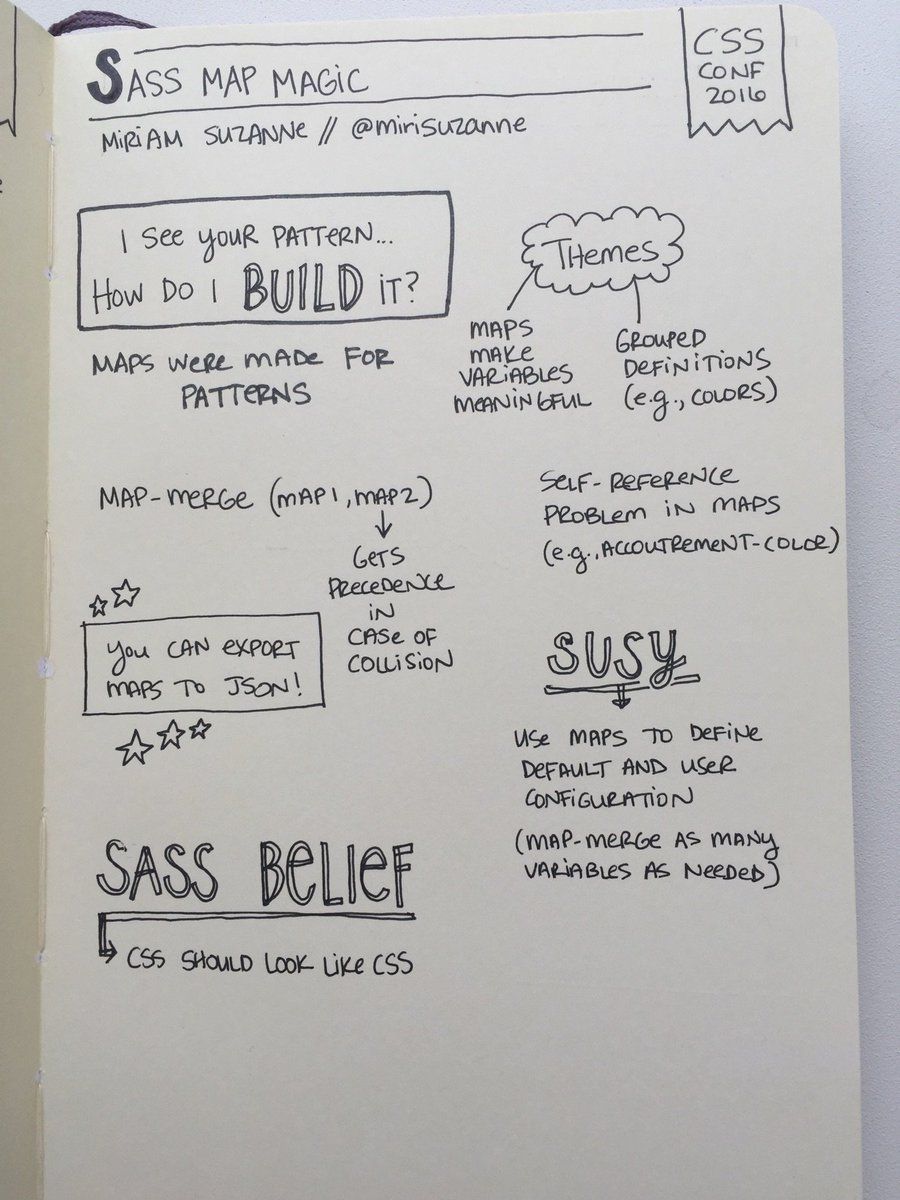 SASS MAP MAGIC
CSS
CONF
2016
MIRIAM SUZANNE // @mirisuzanne
I SEE YOUR PATTERN...
HOW DO I BUILD IT?
MAPS WERE MADE FOR
PATTERNS
THEMES
MAPS
MAKE
VARIABLES
MEANINGFUL
GROUPED
DEFINITIONS
(e.g., COLORS)
MAP-MERGE (MAP1, MAP2)
GETS
PRECEDENCE
IN
CASE OF
COLLISION
SELF-REFERENCE
PROBLEM IN MAPS
(e.g., ACCOUTREMENT-COLOR)
YOU CAN EXPORT
MAPS TO JSON!
SUSY
USE MAPS TO DEFINE
DEFAULT AND USER
CONFIGURATION
(MAP-MERGE AS MANY
VARIABLES AS NEEDED)
SASS BELIEF
CSS SHOULD LOOK LIKE CSS